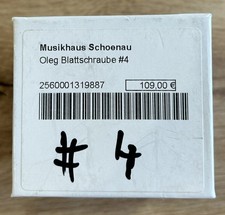 Musikhaus Schoenau
Oleg Blattschraube #4
2560001319887 109,00 €
# 4